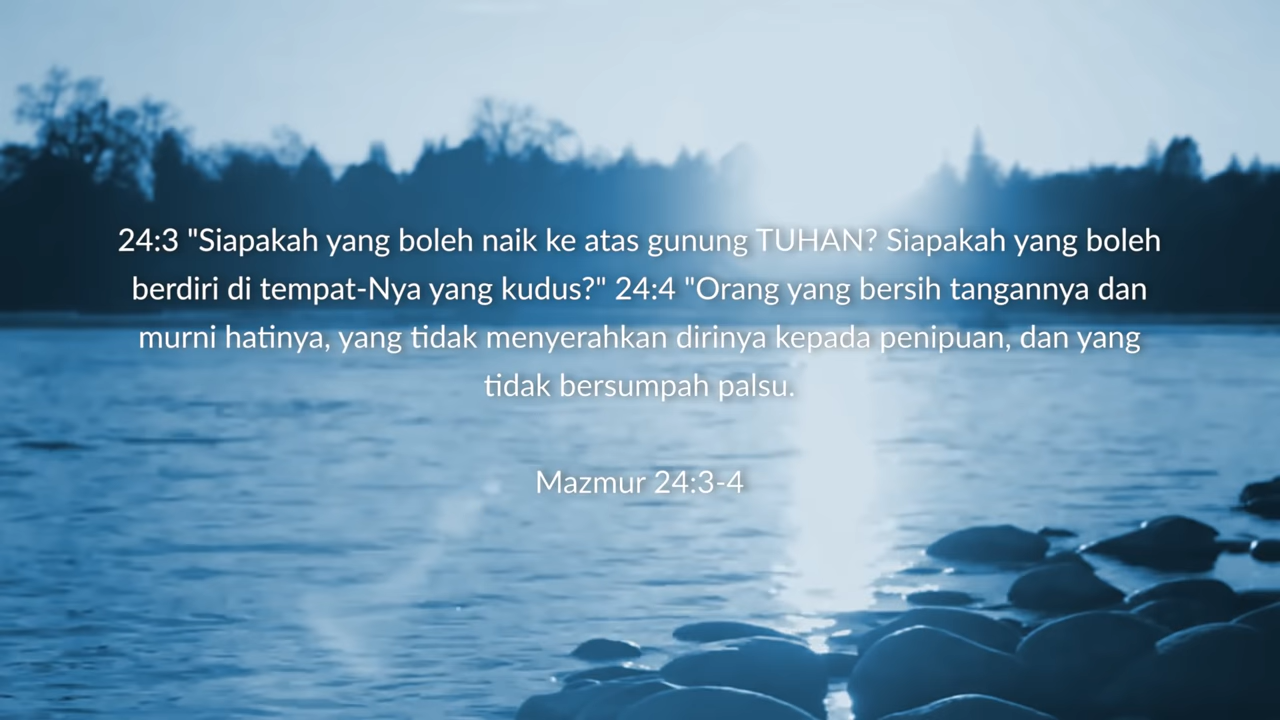 24:3 "Siapakah yang boleh naik ke atas gunung TUHAN? Siapakah yang boleh
berdiri di tempat-Nya yang kudus?" 24:4 "Orang yang bersih tangannya dan
murni hatinya, yang tidak menyerahkan dirinya kepada penipuan, dan yang
tidak bersumpah palsu.
Mazmur 24:3-4